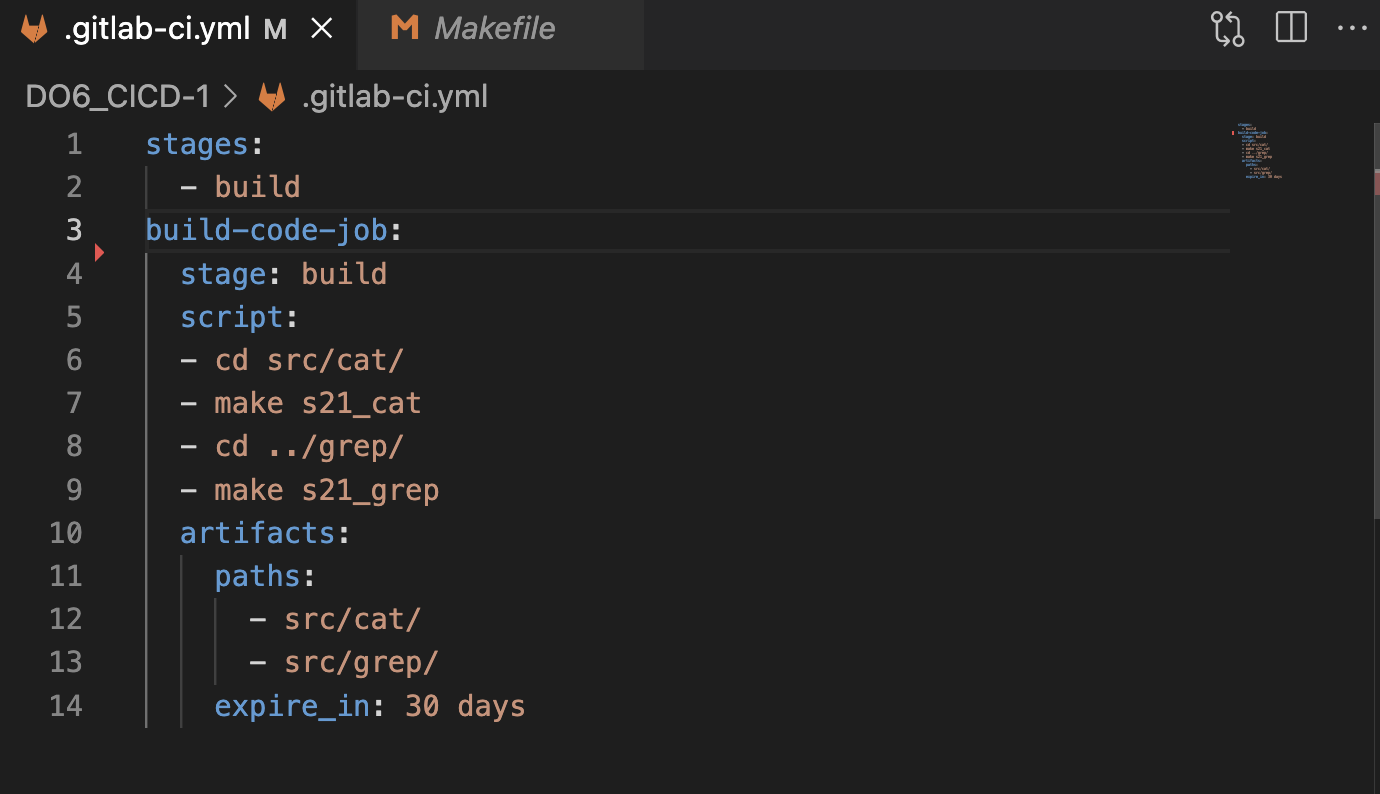 .gitlab-ci.yml M
Makefile
DO6_CICD-1 > .gitlab-ci.yml
1 stages:
2   - build
3 build-code-job:
4   stage: build
5   script:
6   - cd src/cat/
7   - make s21_cat
8   - cd ../grep/
9   - make s21_grep
10   artifacts:
11     paths:
12       - src/cat/
13       - src/grep/
14     expire_in: 30 days